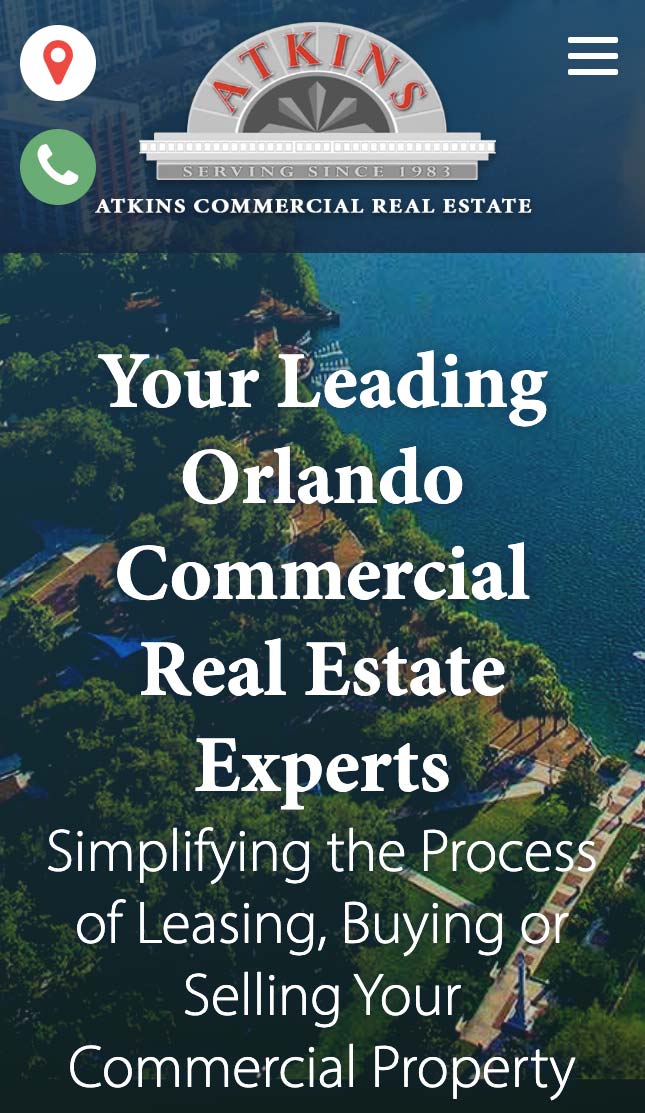 ATKINS
SERVING SINCE 1983
ATKINS COMMERCIAL REAL ESTATE
Your Leading
Orlando
Commercial
Real Estate
Experts
Simplifying the Process
of Leasing, Buying or
Selling Your
Commercial Property